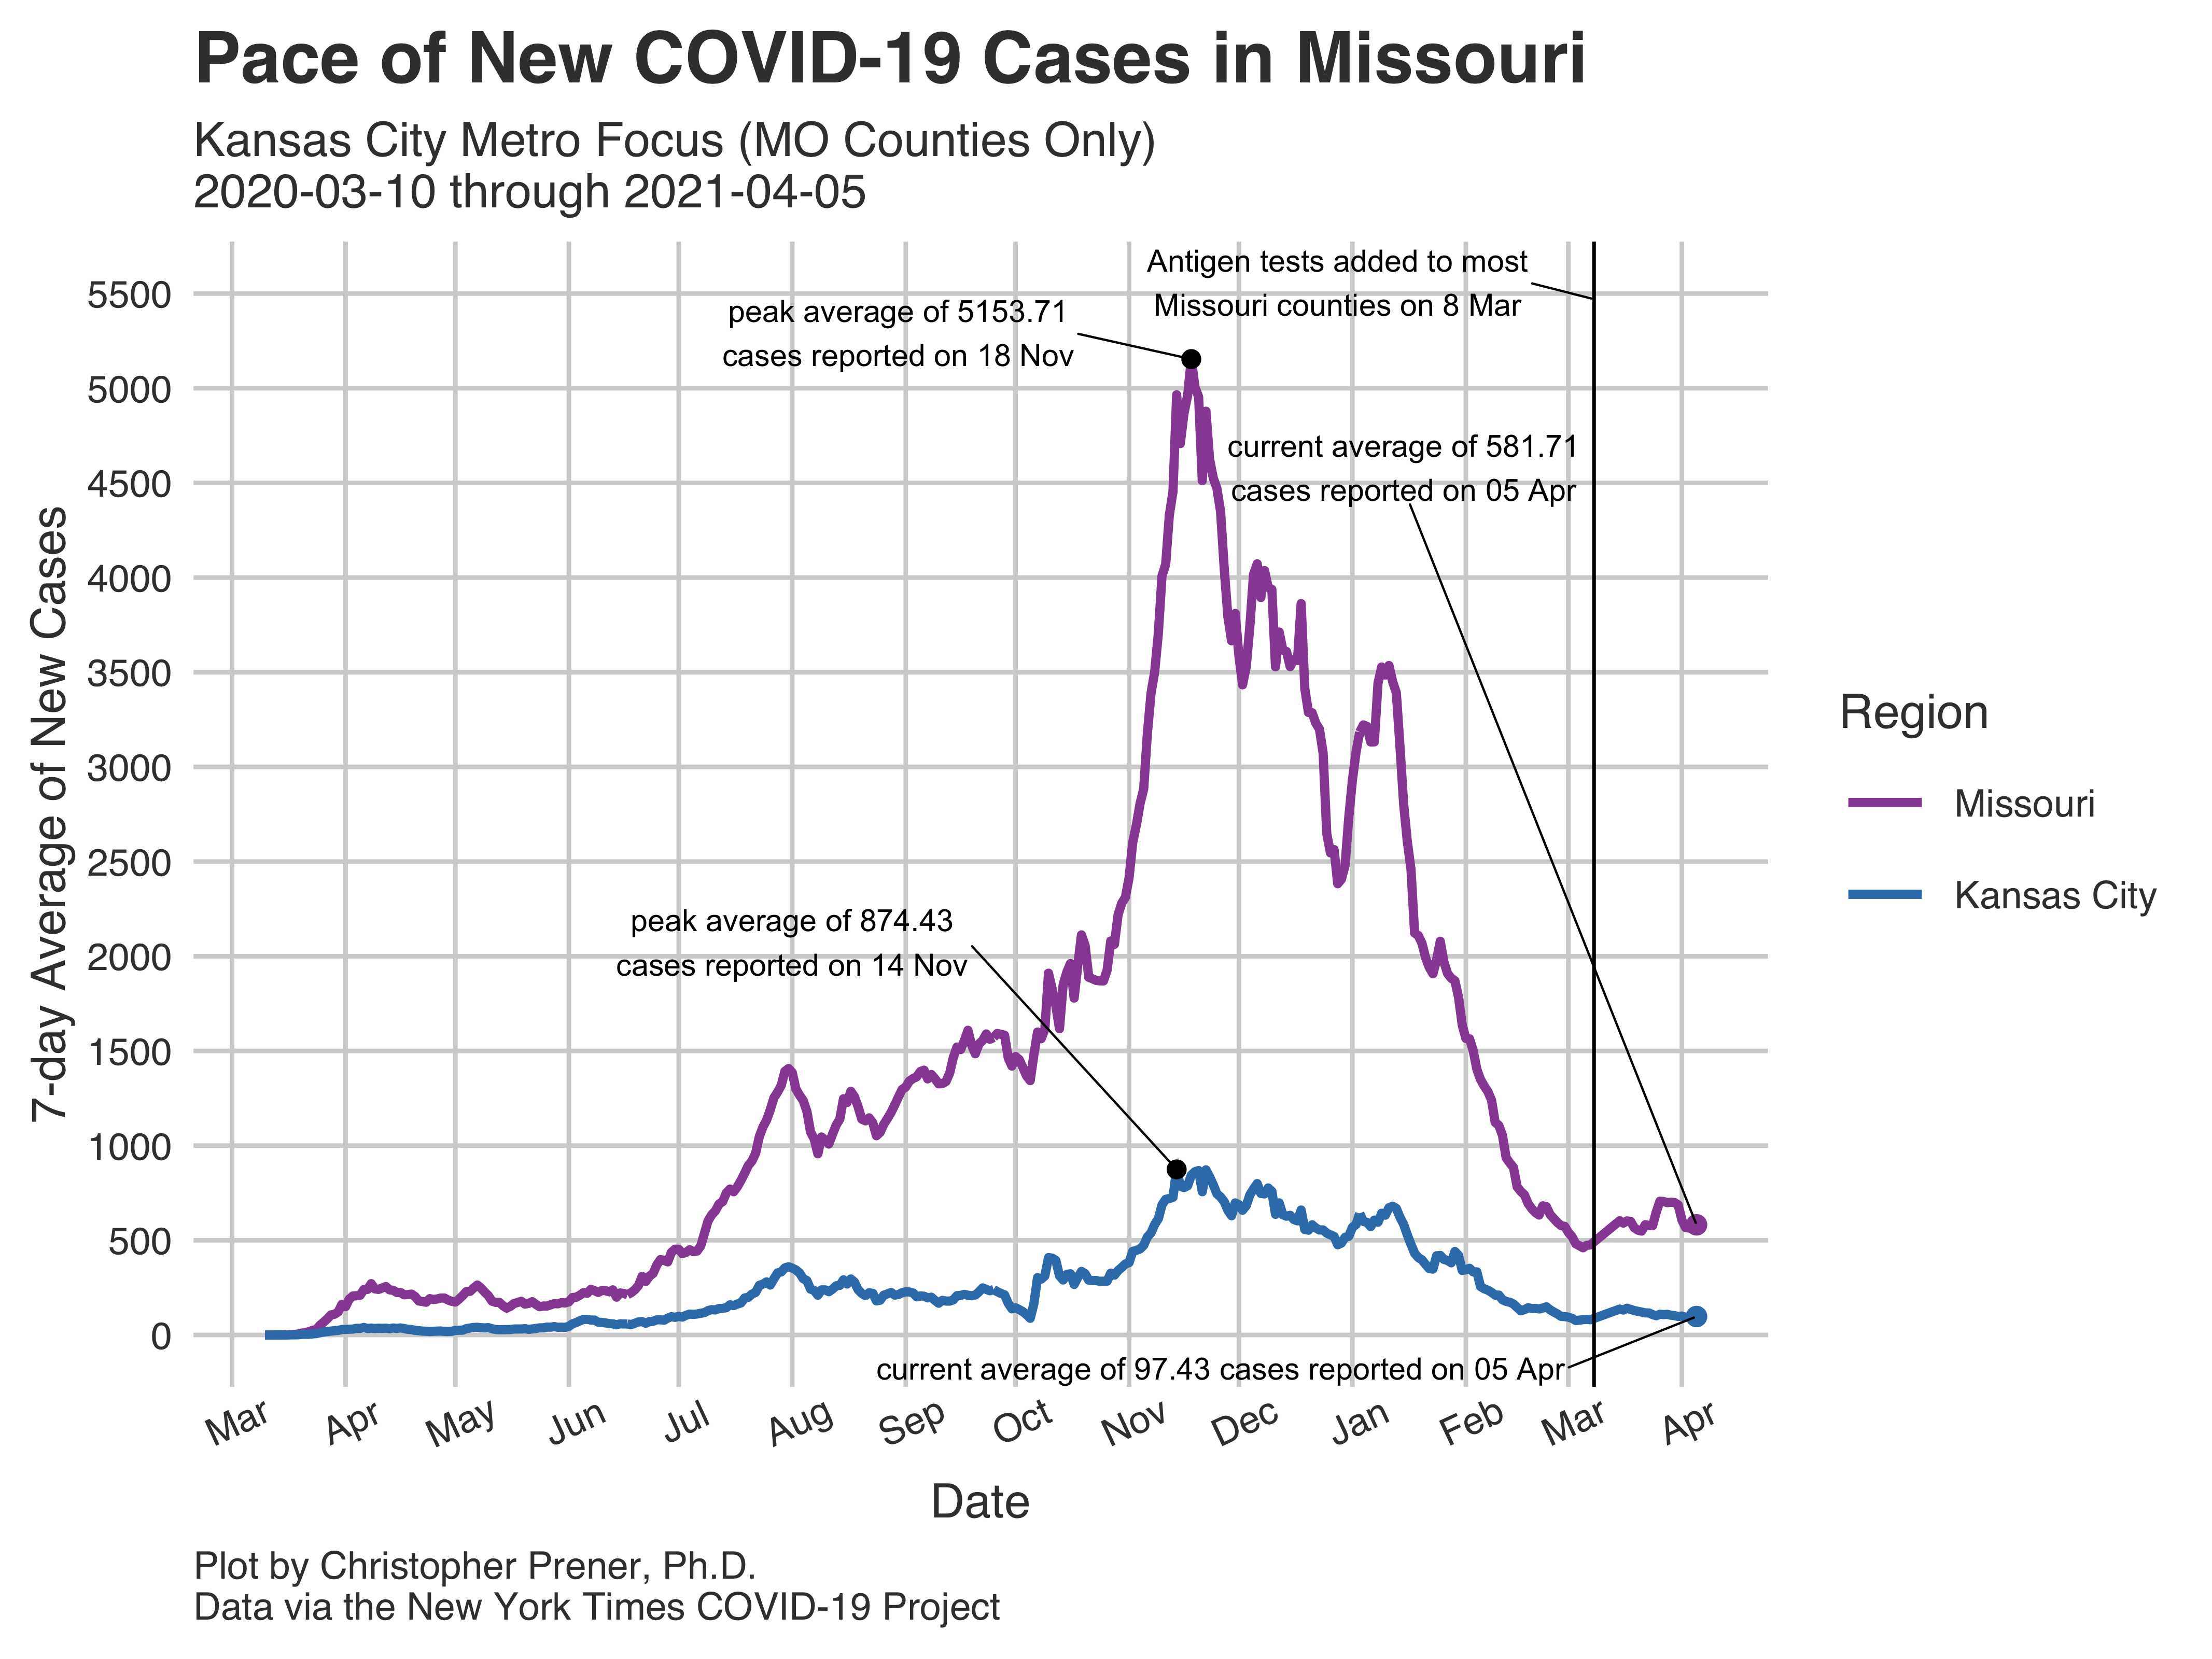 Pace of New COVID-19 Cases in Missouri
Kansas City Metro Focus (MO Counties Only)
2020-03-10 through 2021-04-05
Antigen tests added to most
Missouri counties on 8 Mar
peak average of 5153.71
cases reported on 18 Nov
current average of 581.71
cases reported on 05 Apr
peak average of 874.43
cases reported on 14 Nov
current average of 97.43 cases reported on 05 Apr
7-day Average of New Cases
5500
5000
4500
4000
3500
3000
2500
2000
1500
1000
500
0
Mar Apr May Jun Jul Aug Sep Oct Nov Dec Jan Feb Mar Apr
Date
Region
Missouri
Kansas City
Plot by Christopher Prener, Ph.D.
Data via the New York Times COVID-19 Project